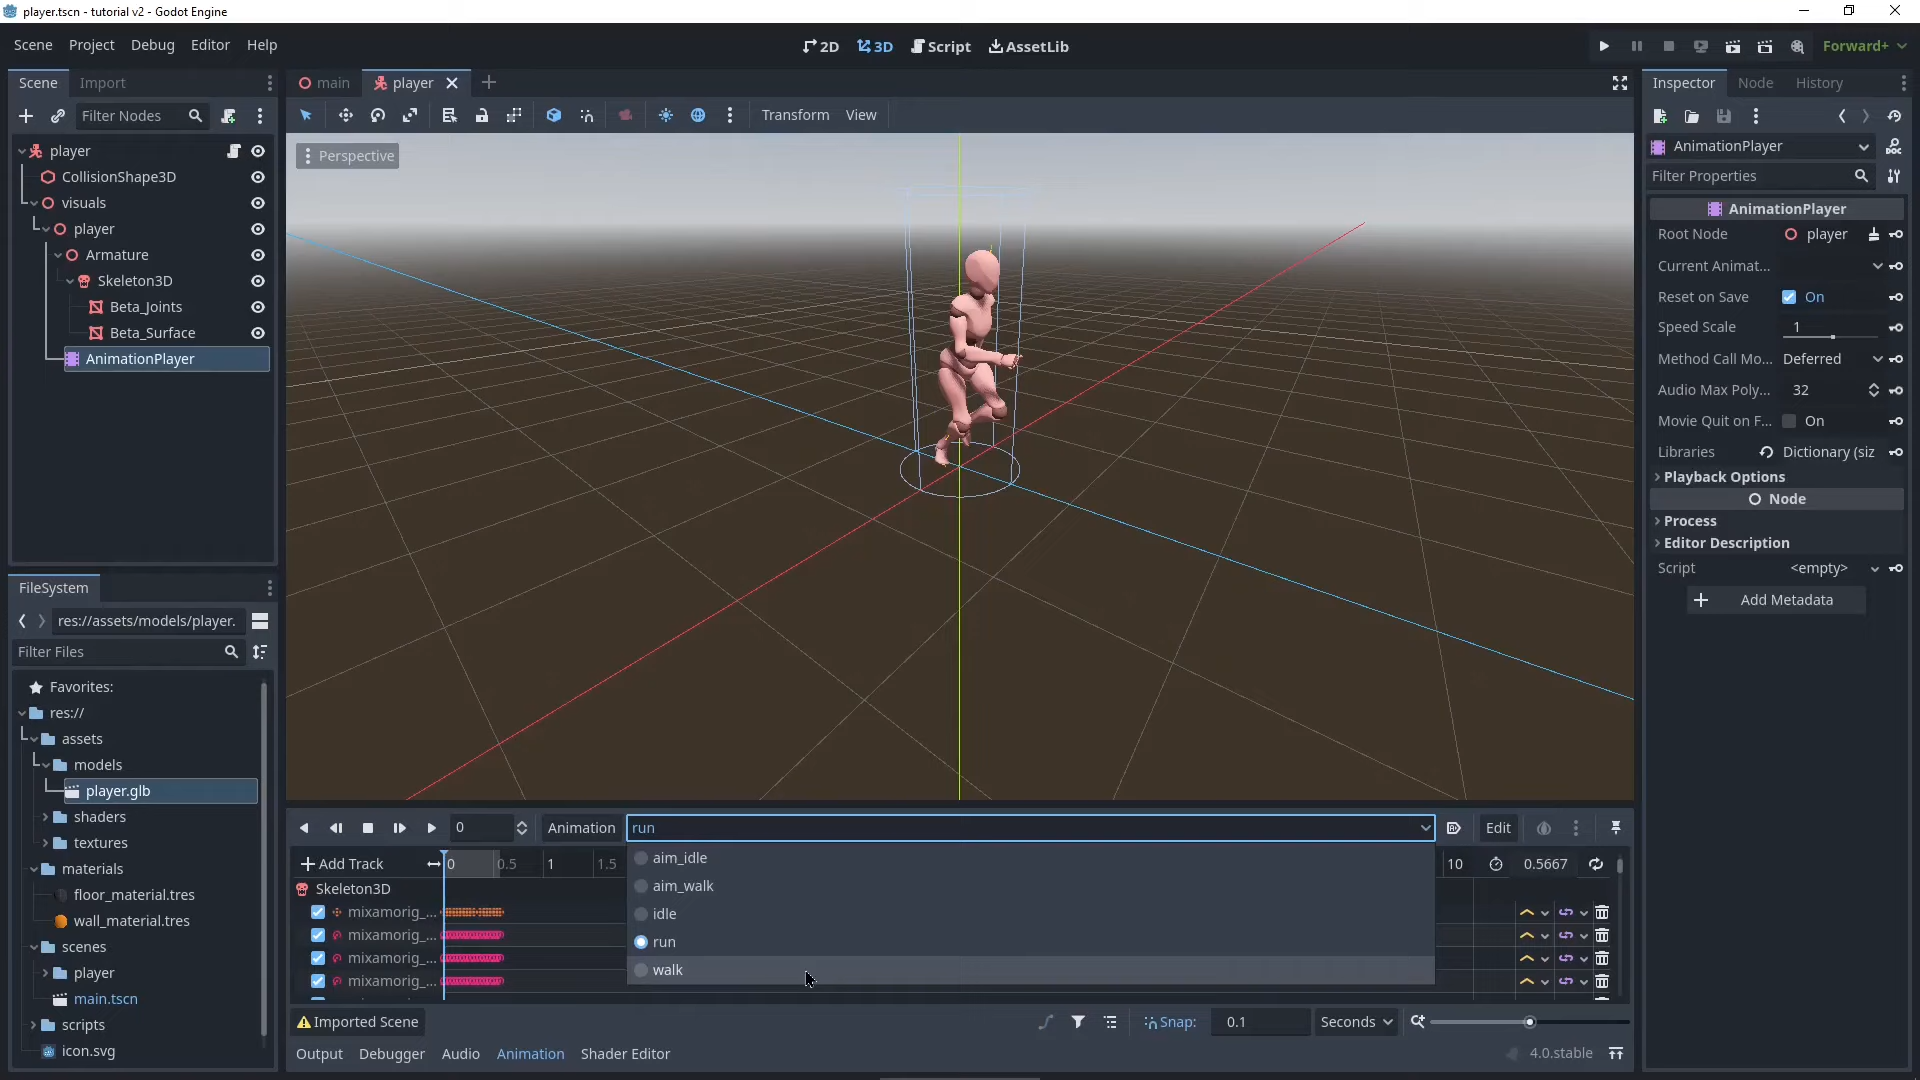 player.tscn - tutorial v2 - Godot Engine
Scene Project Debug Editor Help
2D 3D Script AssetLib
Forward+
Scene Import
Filter Nodes
player
CollisionShape3D
visuals
player
Armature
Skeleton3D
Beta_Joints
Beta_Surface
AnimationPlayer
FileSystem
res://assets/models/player.
Filter Files
Favorites:
res://
assets
models
player.glb
shaders
textures
materials
floor_material.tres
wall_material.tres
scenes
player
main.tscn
scripts
icon.svg
main player
Transform View
Perspective
0 Animation run Edit
Add Track 0 0.5 1 1.5 10 0.5667
Skeleton3D
mixamorig_...
mixamorig_...
mixamorig_...
mixamorig_...
aim_idle
aim_walk
idle
run
walk
Imported Scene Snap: 0.1 Seconds
Output Debugger Audio Animation Shader Editor 4.0.stable
Inspector Node History
AnimationPlayer
Filter Properties
AnimationPlayer
Root Node player
Current Animat...
Reset on Save On
Speed Scale 1
Method Call Mo... Deferred
Audio Max Poly... 32
Movie Quit on F... On
Libraries Dictionary (siz
Playback Options
Node
Process
Editor Description
Script <empty>
Add Metadata